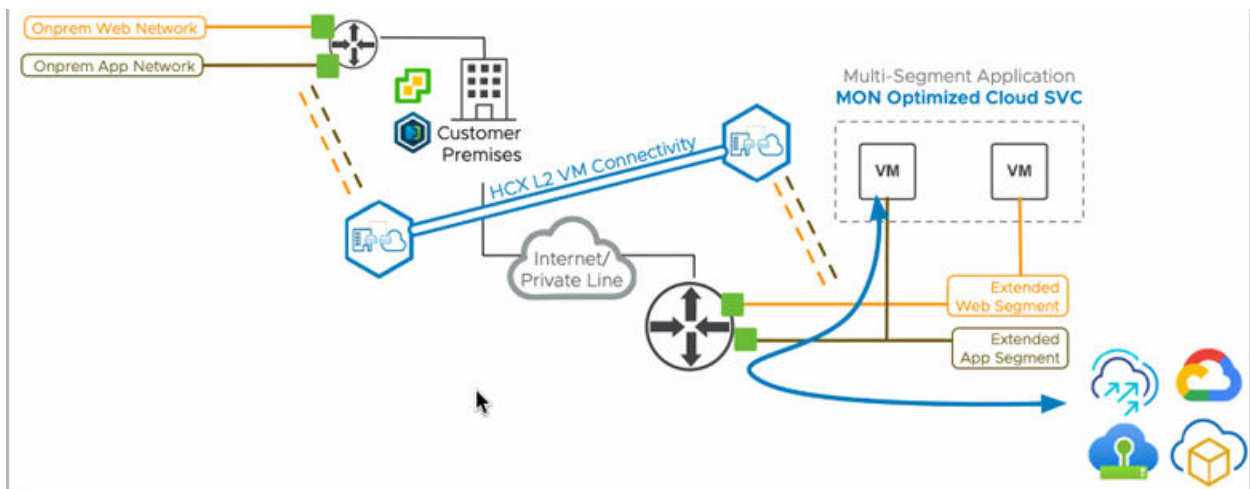 Onprem Web Network
Onprem App Network
Customer
Premises
HCX L2 VM Connectivity
Internet/
Private Line
Multi-Segment Application
MON Optimized Cloud SVC
VM
VM
Extended
Web Segment
Extended
App Segment